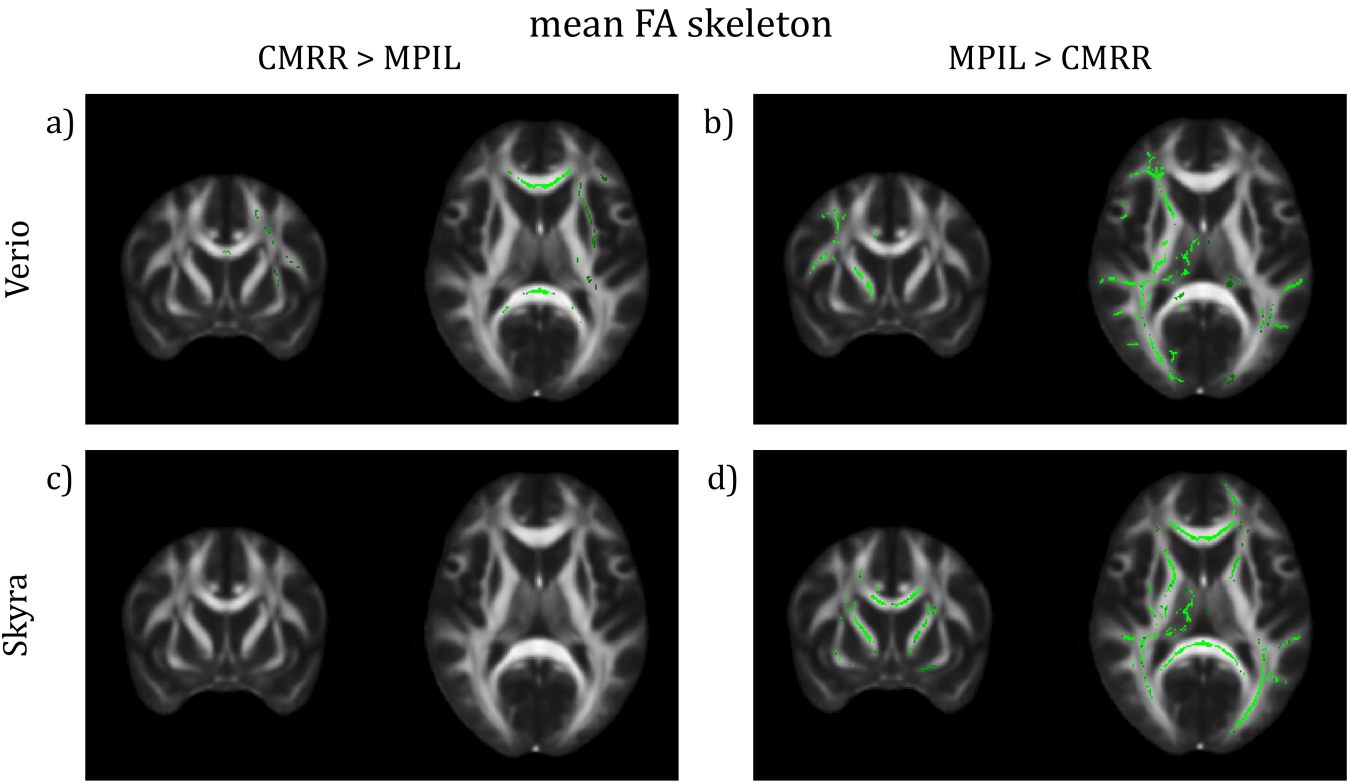 mean FA skeleton
CMRR > MPIL
MPIL > CMRR
a)
b)
Verio
c)
d)
Skyra